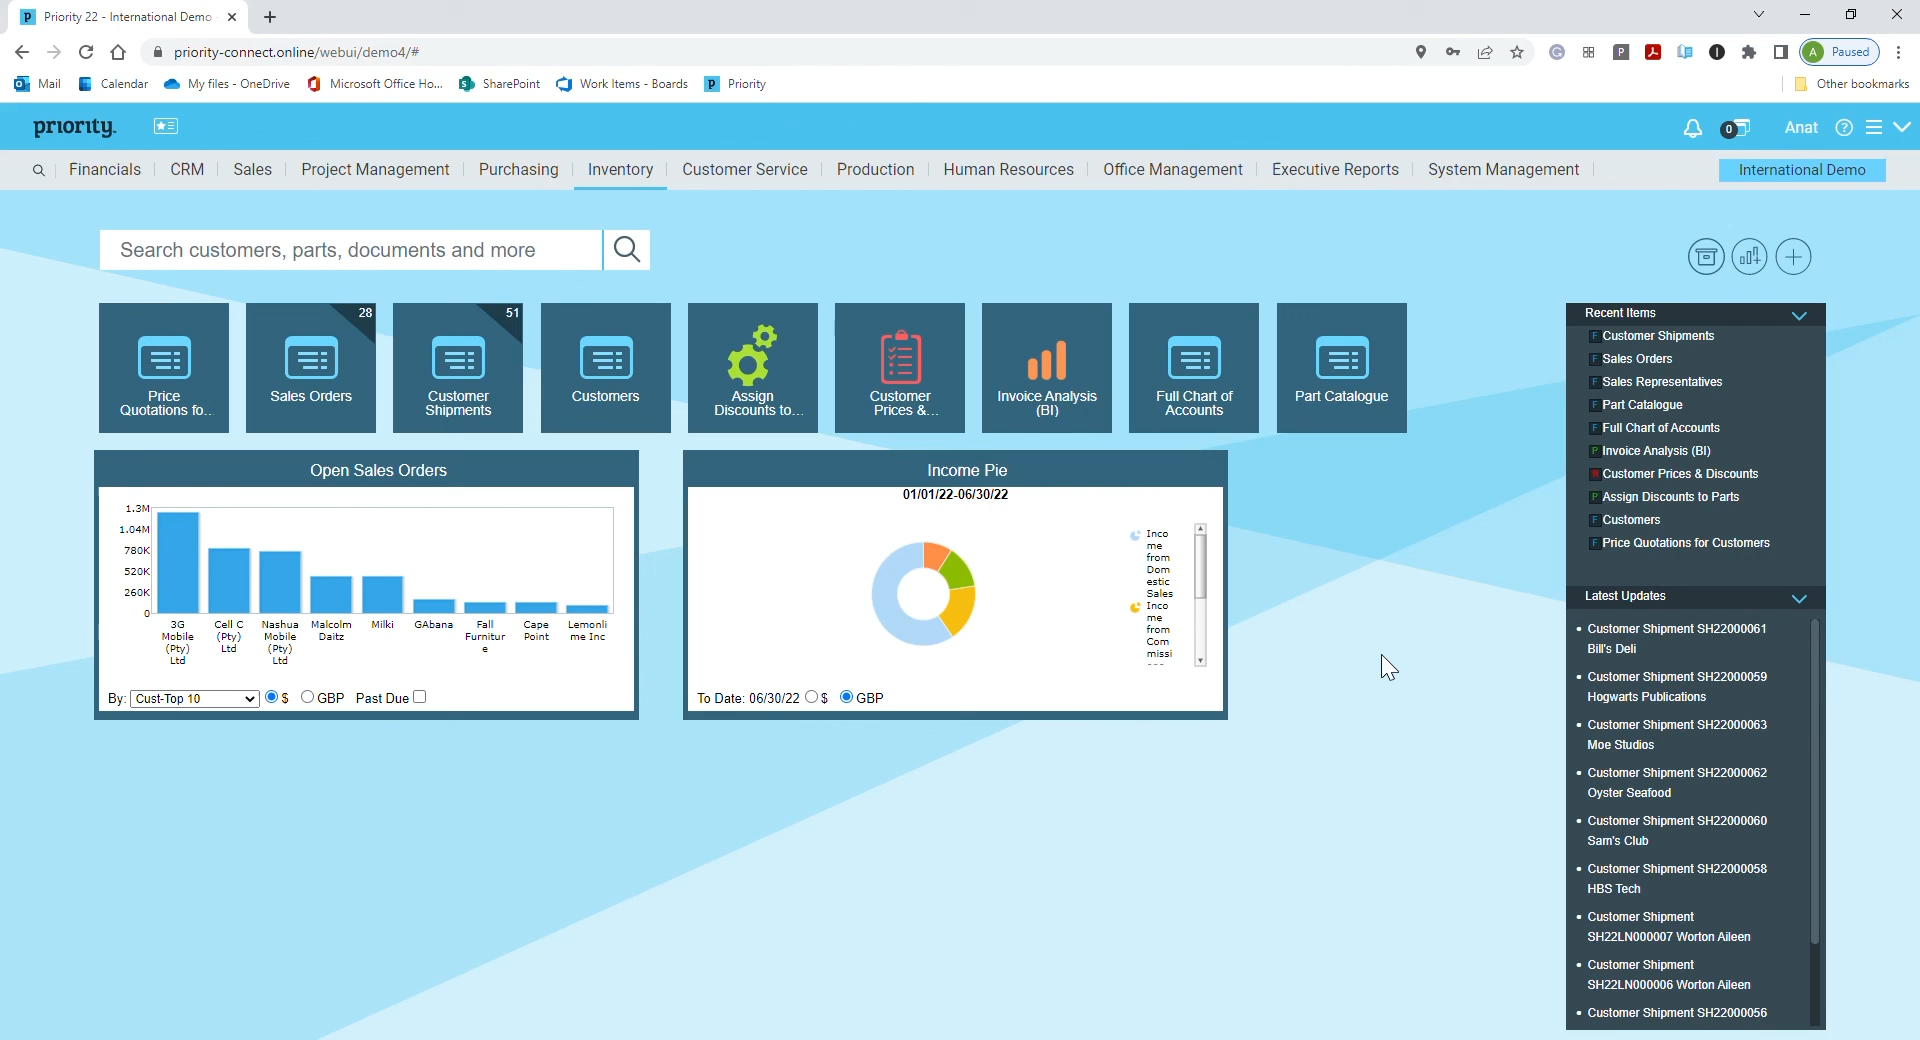 Priority 22 - International Demo
priority-connect.online/webui/demo4/#
Paused
Mail
Calendar
My files - OneDrive
Microsoft Office Ho...
SharePoint
Work Items - Boards
Priority
Other bookmarks
priority.
0
Anat
Financials
CRM
Sales
Project Management
Purchasing
Inventory
Customer Service
Production
Human Resources
Office Management
Executive Reports
System Management
International Demo
Search customers, parts, documents and more
Price
Quotations fo...
28
Sales Orders
51
Customer
Shipments
Customers
Assign
Discounts to...
Customer
Prices &...
Invoice Analysis
(BI)
Full Chart of
Accounts
Part Catalogue
Open Sales Orders
1.3M
1.04M
780K
520K
260K
0
3G
Mobile
(Pty)
Ltd
Cell C
(Pty)
Ltd
Nashua
Mobile
(Pty)
Ltd
Malcolm
Daitz
Milki
GAbana
Fall
Furnitur
e
Cape
Point
Lemonli
me Inc
By: Cust-Top 10 $ GBP Past Due
Income Pie
01/01/22-06/30/22
Inco
me
from
Dom
estic
Sales
Inco
me
from
Com
missi
To Date: 06/30/22 $ GBP
Recent Items
F Customer Shipments
F Sales Orders
F Sales Representatives
F Part Catalogue
F Full Chart of Accounts
P Invoice Analysis (BI)
Customer Prices & Discounts
P Assign Discounts to Parts
F Customers
F Price Quotations for Customers
Latest Updates
• Customer Shipment SH22000061
Bill's Deli
• Customer Shipment SH22000059
Hogwarts Publications
• Customer Shipment SH22000063
Moe Studios
• Customer Shipment SH22000062
Oyster Seafood
• Customer Shipment SH22000060
Sam's Club
• Customer Shipment SH22000058
HBS Tech
• Customer Shipment
SH22LN000007 Worton Aileen
• Customer Shipment
SH22LN000006 Worton Aileen
• Customer Shipment SH22000056